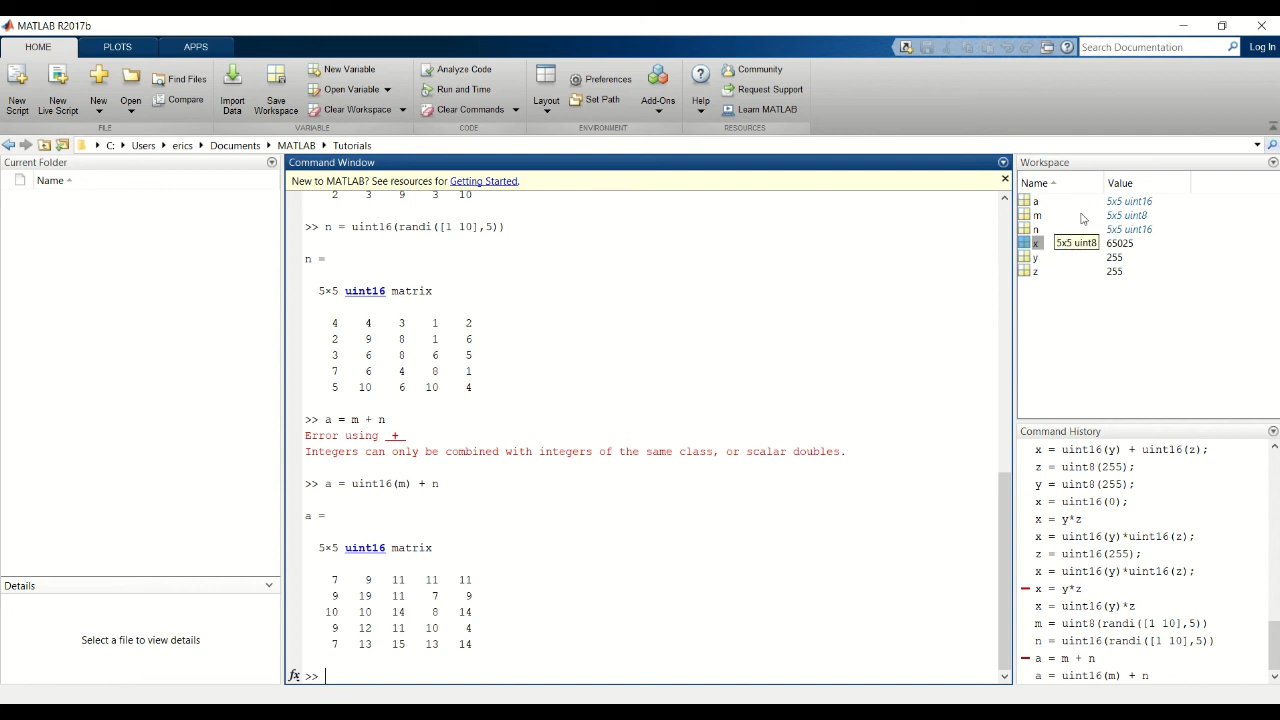 MATLAB R2017b
HOME PLOTS APPS
Search Documentation
Log In
New Script
New Live Script
New
Open
Find Files
Compare
FILE
Import Data
Save Workspace
New Variable
Open Variable
Clear Workspace
VARIABLE
Analyze Code
Run and Time
Clear Commands
CODE
Layout
Preferences
Set Path
ENVIRONMENT
Add-Ons
Help
Community
Request Support
Learn MATLAB
RESOURCES
C: Users erics Documents MATLAB Tutorials
Current Folder
Name
Details
Select a file to view details
Command Window
New to MATLAB? See resources for Getting Started.
2 3 9 3 10
>> n = uint16(randi([1 10],5))
n =
5×5 uint16 matrix
4 4 3 1 2
2 9 8 1 6
3 6 8 6 5
7 6 4 8 1
5 10 6 10 4
>> a = m + n
Error using +
Integers can only be combined with integers of the same class, or scalar doubles.
>> a = uint16(m) + n
a =
5×5 uint16 matrix
7 9 11 11 11
9 19 11 7 9
10 10 14 8 14
9 12 11 10 4
7 13 15 13 14
fx >>
Workspace
Name Value
a 5x5 uint16
m 5x5 uint8
n 5x5 uint16
x 65025
5x5 uint8
y 255
z 255
Command History
x = uint16(y) + uint16(z);
z = uint8(255);
y = uint8(255);
x = uint16(0);
x = y*z
x = uint16(y)*uint16(z);
z = uint16(255);
x = uint16(y)*uint16(z);
x = y*z
x = uint16(y)*z
m = uint8(randi([1 10],5))
n = uint16(randi([1 10],5))
a = m + n
a = uint16(m) + n